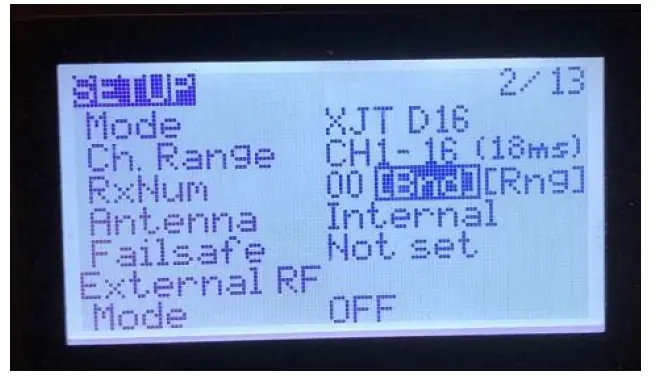 SETUP 2/13
Mode XJT D16
Ch. Range CH1-16 (18ms)
RxNum 00 [Bnd] [Rng]
Antenna Internal
Failsafe Not set
External RF
Mode OFF